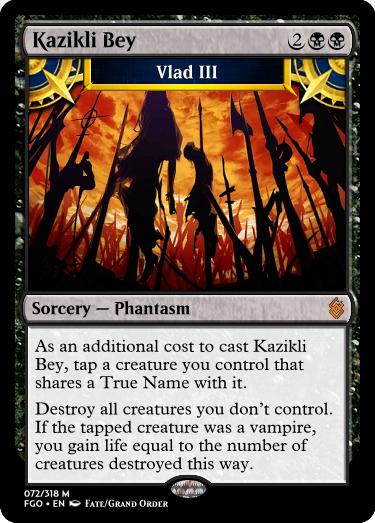 Kazikli Bey 2
Vlad III
Sorcery — Phantasm
As an additional cost to cast Kazikli
Bey, tap a creature you control that
shares a True Name with it.
Destroy all creatures you don't control.
If the tapped creature was a vampire,
you gain life equal to the number of
creatures destroyed this way.
072/318 M
FGO • EN Fate/Grand Order